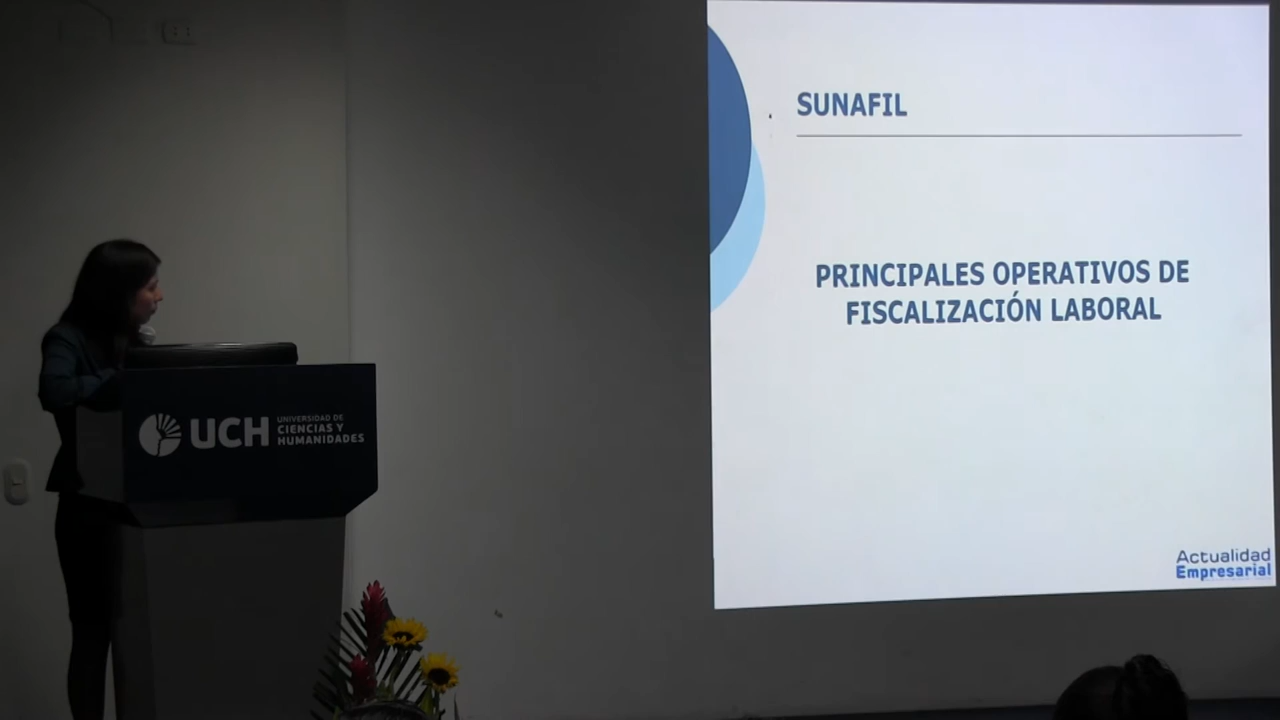 SUNAFIL
PRINCIPALES OPERATIVOS DE
FISCALIZACIÓN LABORAL
Actualidad
Empresarial
UCH
UNIVERSIDAD DE
CIENCIAS Y
HUMANIDADES